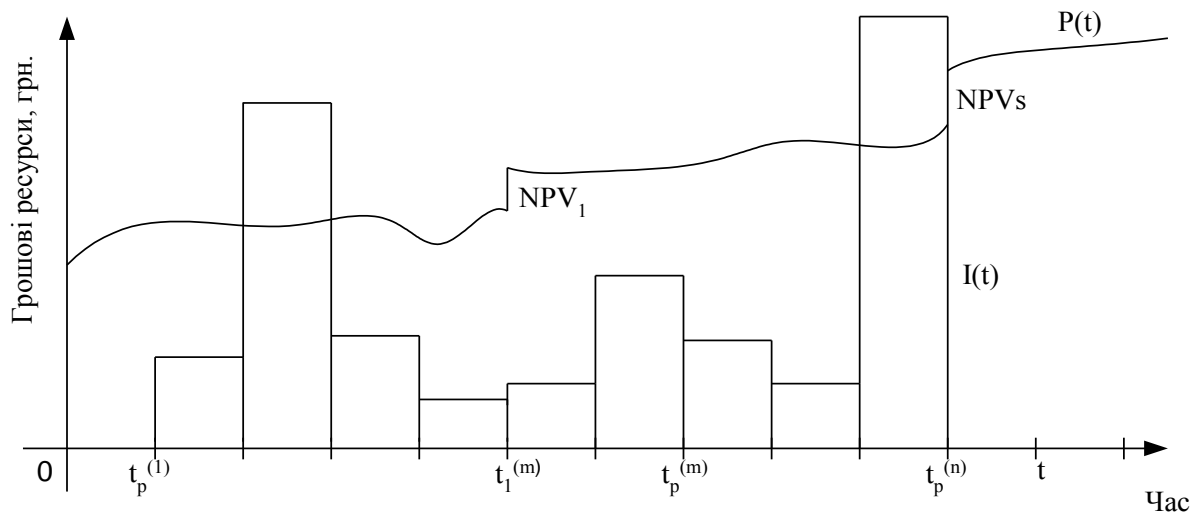 P(t)
Грошові ресурси, грн.
NPVs
NPV₁
I(t)
0
tₚ⁽¹⁾
t₁⁽ᵐ⁾
tₚ⁽ᵐ⁾
tₚ⁽ⁿ⁾
t
Час